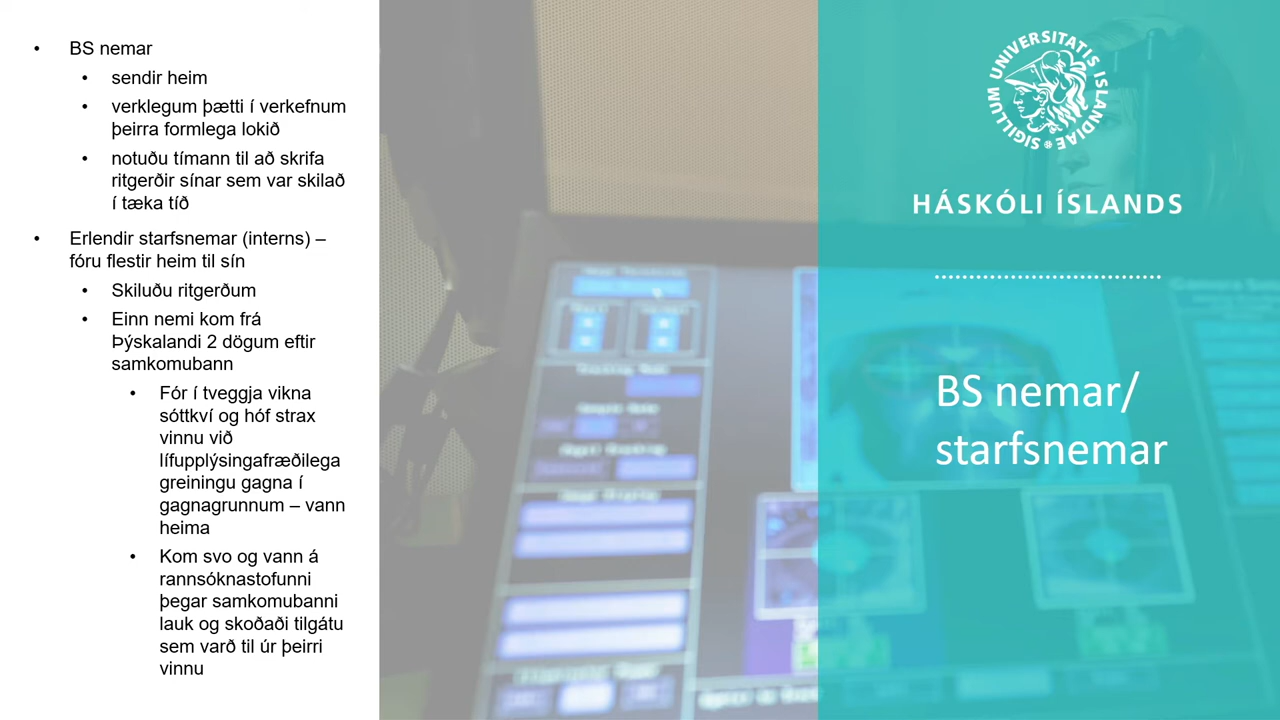 • BS nemar
• sendir heim
• verklegum þætti í verkefnum
þeirra formlega lokið
• notuðu tímann til að skrifa
ritgerðir sínar sem var skilað
í tæka tíð
• Erlendir starfsnemar (interns) –
fóru flestir heim til sín
• Skiluðu ritgerðum
• Einn nemi kom frá
Þýskalandi 2 dögum eftir
samkomubann
• Fór í tveggja vikna
sóttkví og hóf strax
vinnu við
lífupplýsingafræðilega
greiningu gagna í
gagnagrunnum – vann
heima
• Kom svo og vann á
rannsóknastofunni
þegar samkomubanni
lauk og skoðaði tilgátu
sem varð til úr þeirri
vinnu
SIGILLUM UNIVERSITATIS ISLANDIAE
HÁSKÓLI ÍSLANDS
BS nemar/
starfsnemar